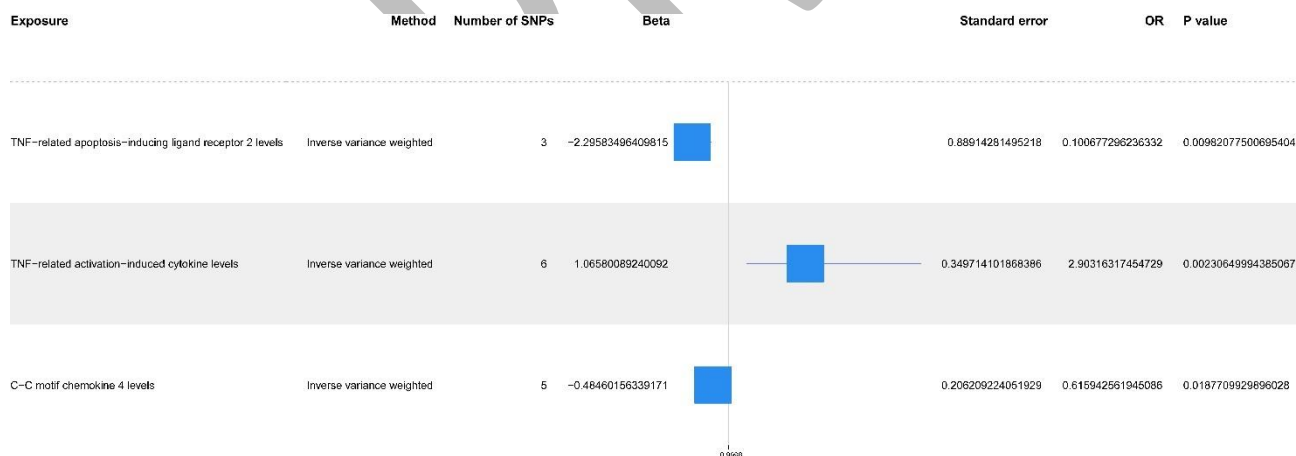 Exposure Method Number of SNPs Beta Standard error OR P value
TNF-related apoptosis-inducing ligand receptor 2 levels Inverse variance weighted 3 -2.29583496409815 0.88914281495218 0.100677296236332 0.00982077500695404
TNF-related activation-induced cytokine levels Inverse variance weighted 6 1.06580089240092 0.349714101868386 2.90316317454729 0.00230649994385067
C-C motif chemokine 4 levels Inverse variance weighted 5 -0.48460156339171 0.206209224051929 0.615942561945086 0.0187709929896028